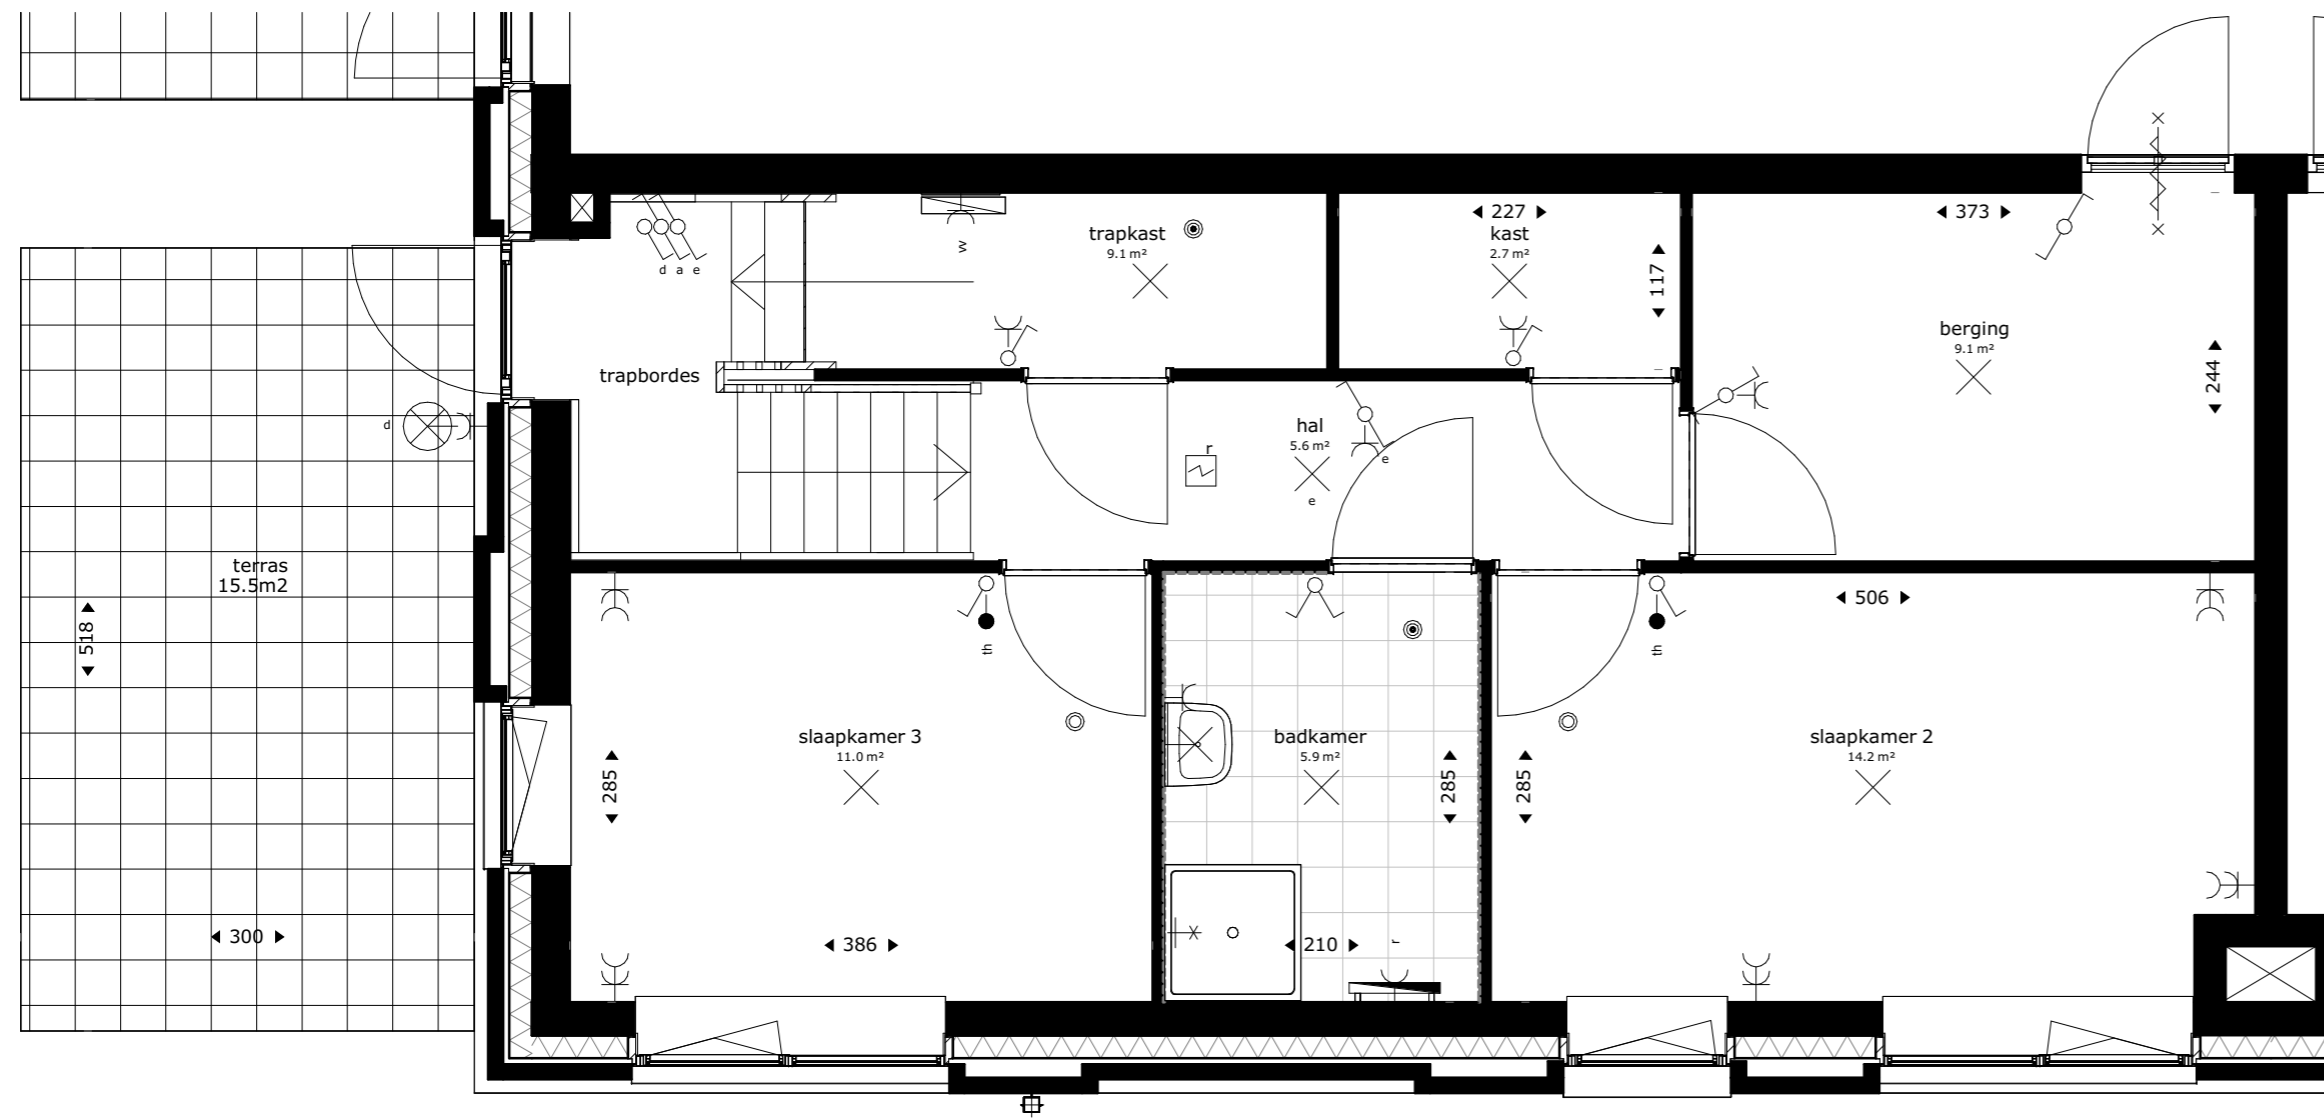 227
kast
2.7 m²
117
373
trapkast
9.1 m²
w
d a e
berging
9.1 m²
244
trapbordes
d
hal
5.6 m²
r
e
e
terras
15.5m2
518
300
th
th
506
slaapkamer 3
11.0 m²
285
386
badkamer
5.9 m²
285
210
r
285
slaapkamer 2
14.2 m²